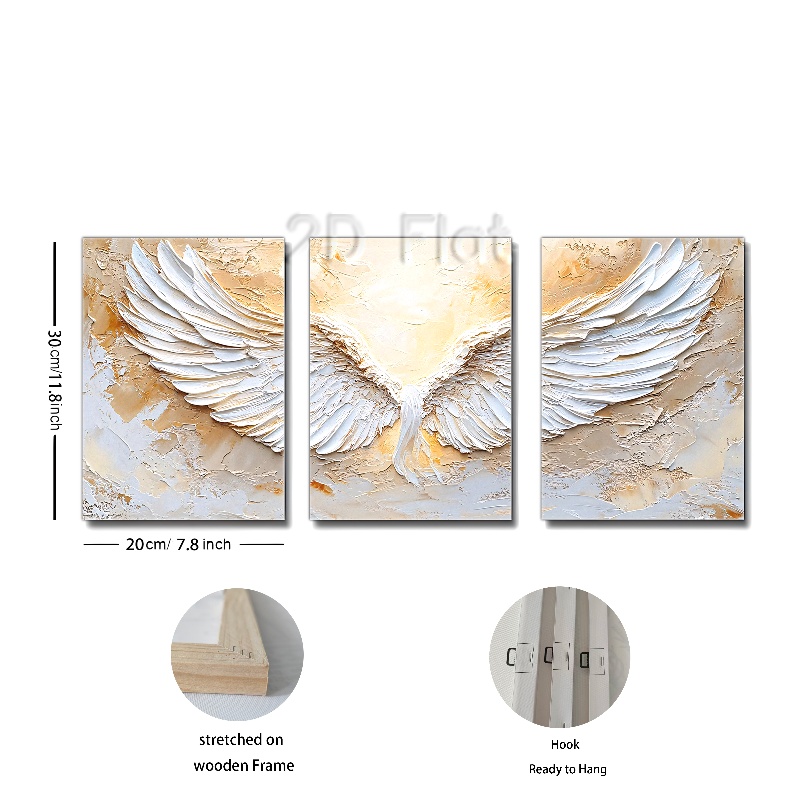 2D Flat
30cm/11.8inch
20cm/ 7.8 inch
stretched on
wooden Frame
Hook
Ready to Hang